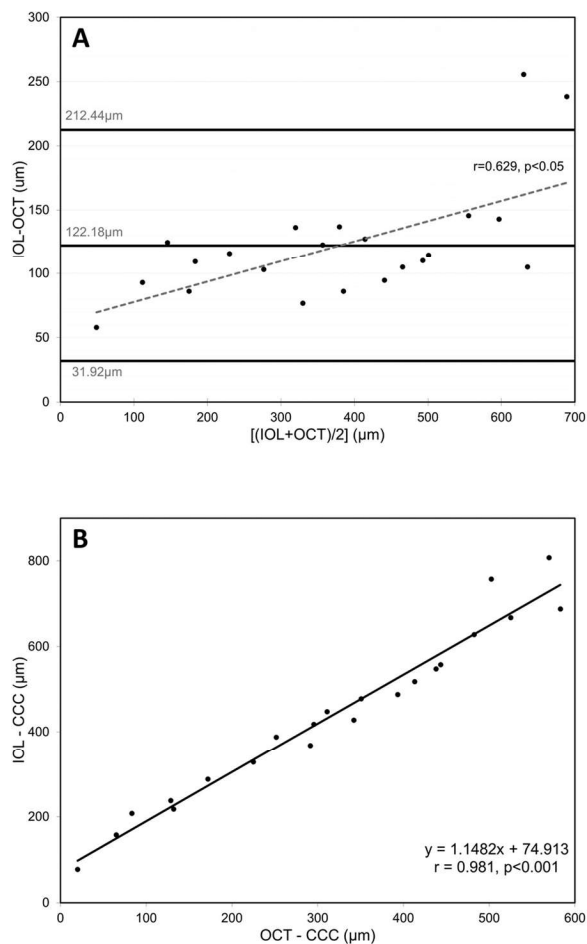 A
300
250
200
150
100
50
0
IOL-OCT (um)
212.44µm
122.18µm
31.92µm
r=0.629, p<0.05
0 100 200 300 400 500 600 700
[(IOL+OCT)/2] (µm)
B
800
600
400
200
0
IOL - CCC (µm)
y = 1.1482x + 74.913
r = 0.981, p<0.001
0 100 200 300 400 500 600
OCT - CCC (µm)